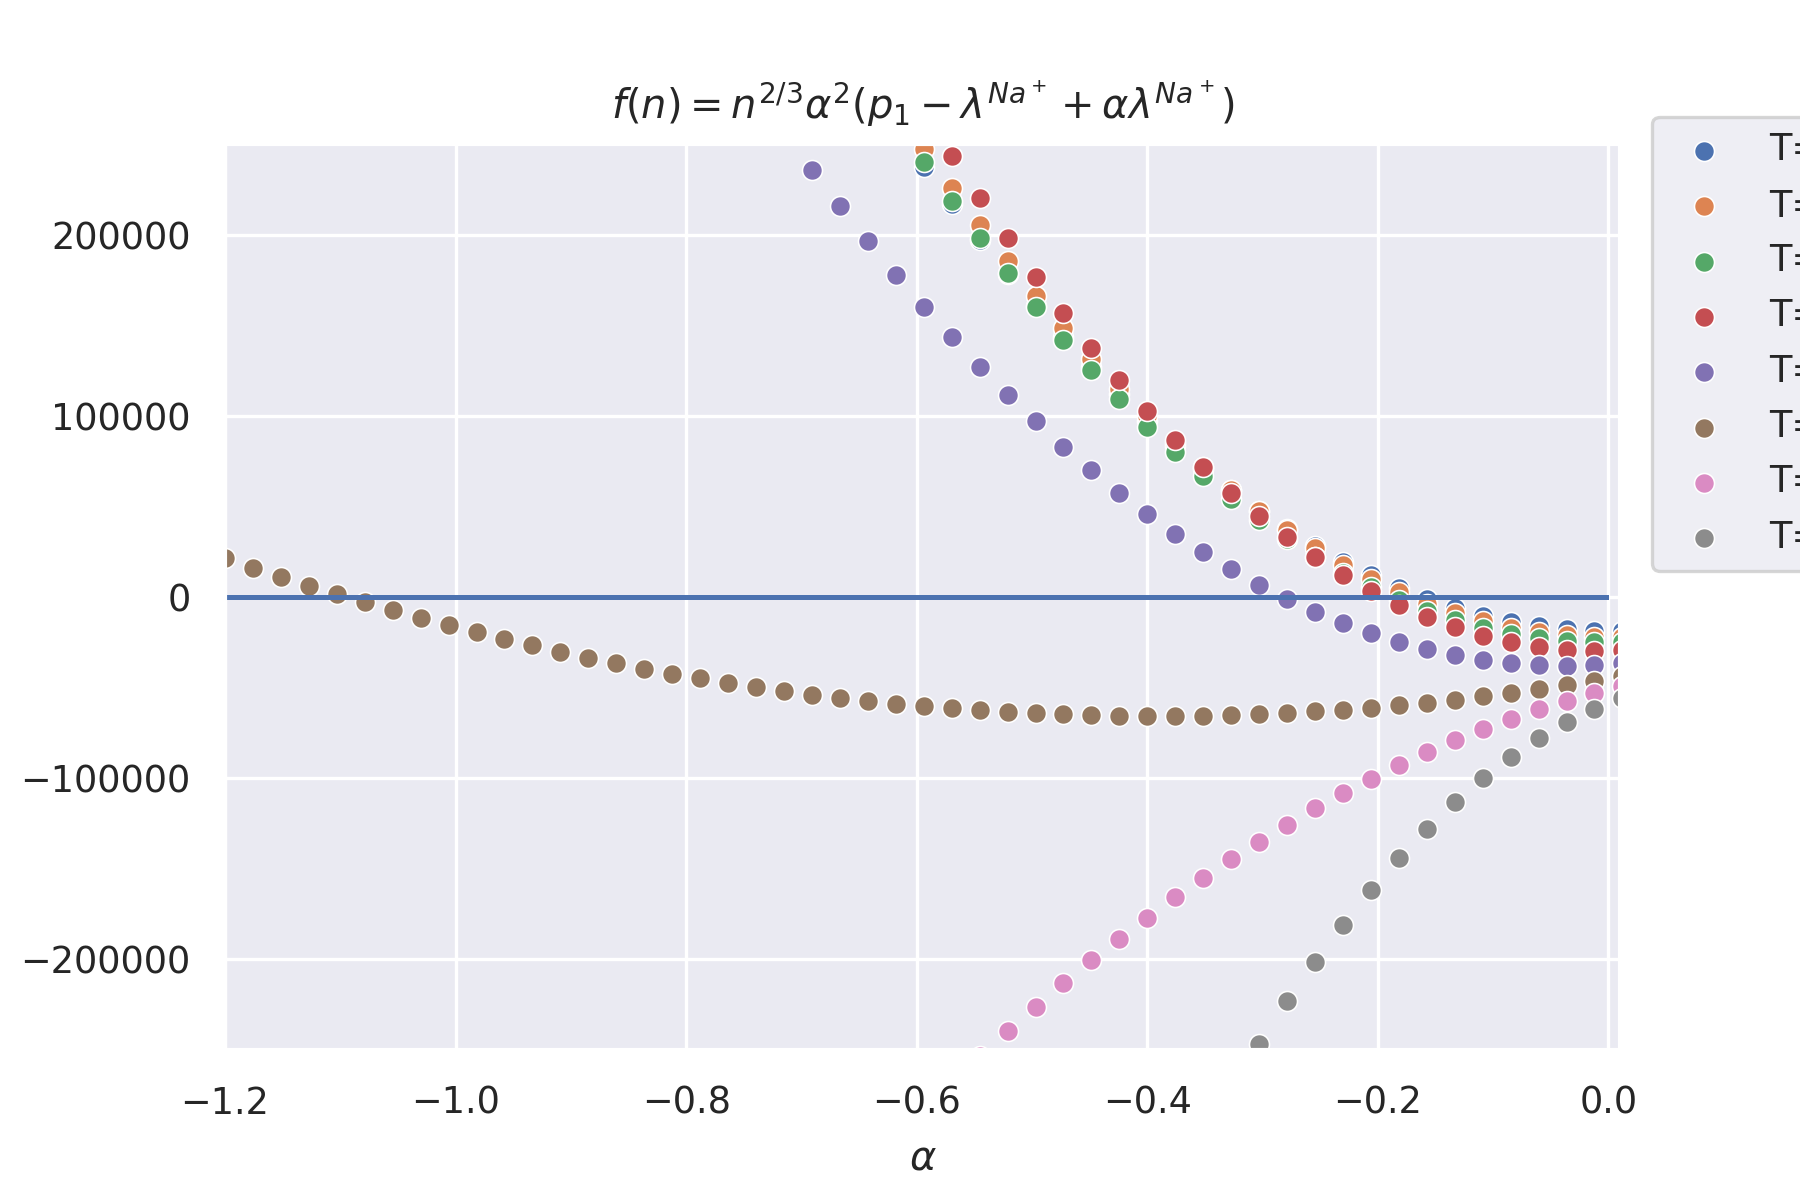 f(n) = n^{2/3}α^2(p_1 − λ^{Na^+} + αλ^{Na^+})
200000
100000
0
−100000
−200000
−1.2 −1.0 −0.8 −0.6 −0.4 −0.2 0.0
α
T=
T=
T=
T=
T=
T=
T=
T=